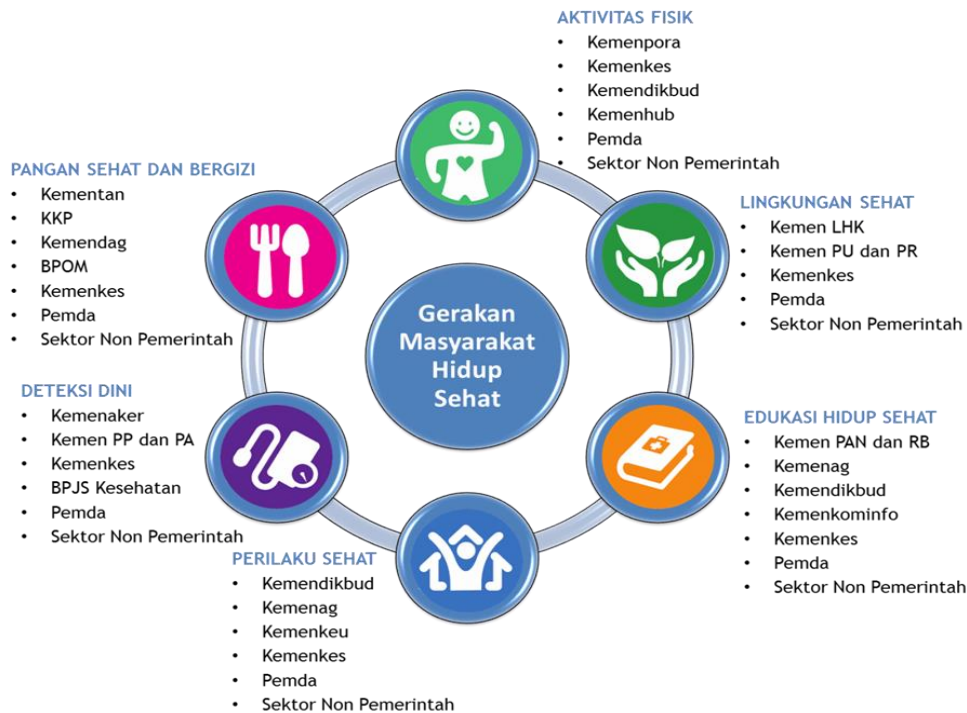 AKTIVITAS FISIK
• Kemenpora
• Kemenkes
• Kemendikbud
• Kemenhub
• Pemda
• Sektor Non Pemerintah
LINGKUNGAN SEHAT
• Kemen LHK
• Kemen PU dan PR
• Kemenkes
• Pemda
• Sektor Non Pemerintah
EDUKASI HIDUP SEHAT
• Kemen PAN dan RB
• Kemenag
• Kemendikbud
• Kemenkominfo
• Kemenkes
• Pemda
• Sektor Non Pemerintah
PERILAKU SEHAT
• Kemendikbud
• Kemenag
• Kemenkeu
• Kemenkes
• Pemda
• Sektor Non Pemerintah
DETEKSI DINI
• Kemenaker
• Kemen PP dan PA
• Kemenkes
• BPJS Kesehatan
• Pemda
• Sektor Non Pemerintah
PANGAN SEHAT DAN BERGIZI
• Kementan
• KKP
• Kemendag
• BPOM
• Kemenkes
• Pemda
• Sektor Non Pemerintah
Gerakan
Masyarakat
Hidup
Sehat